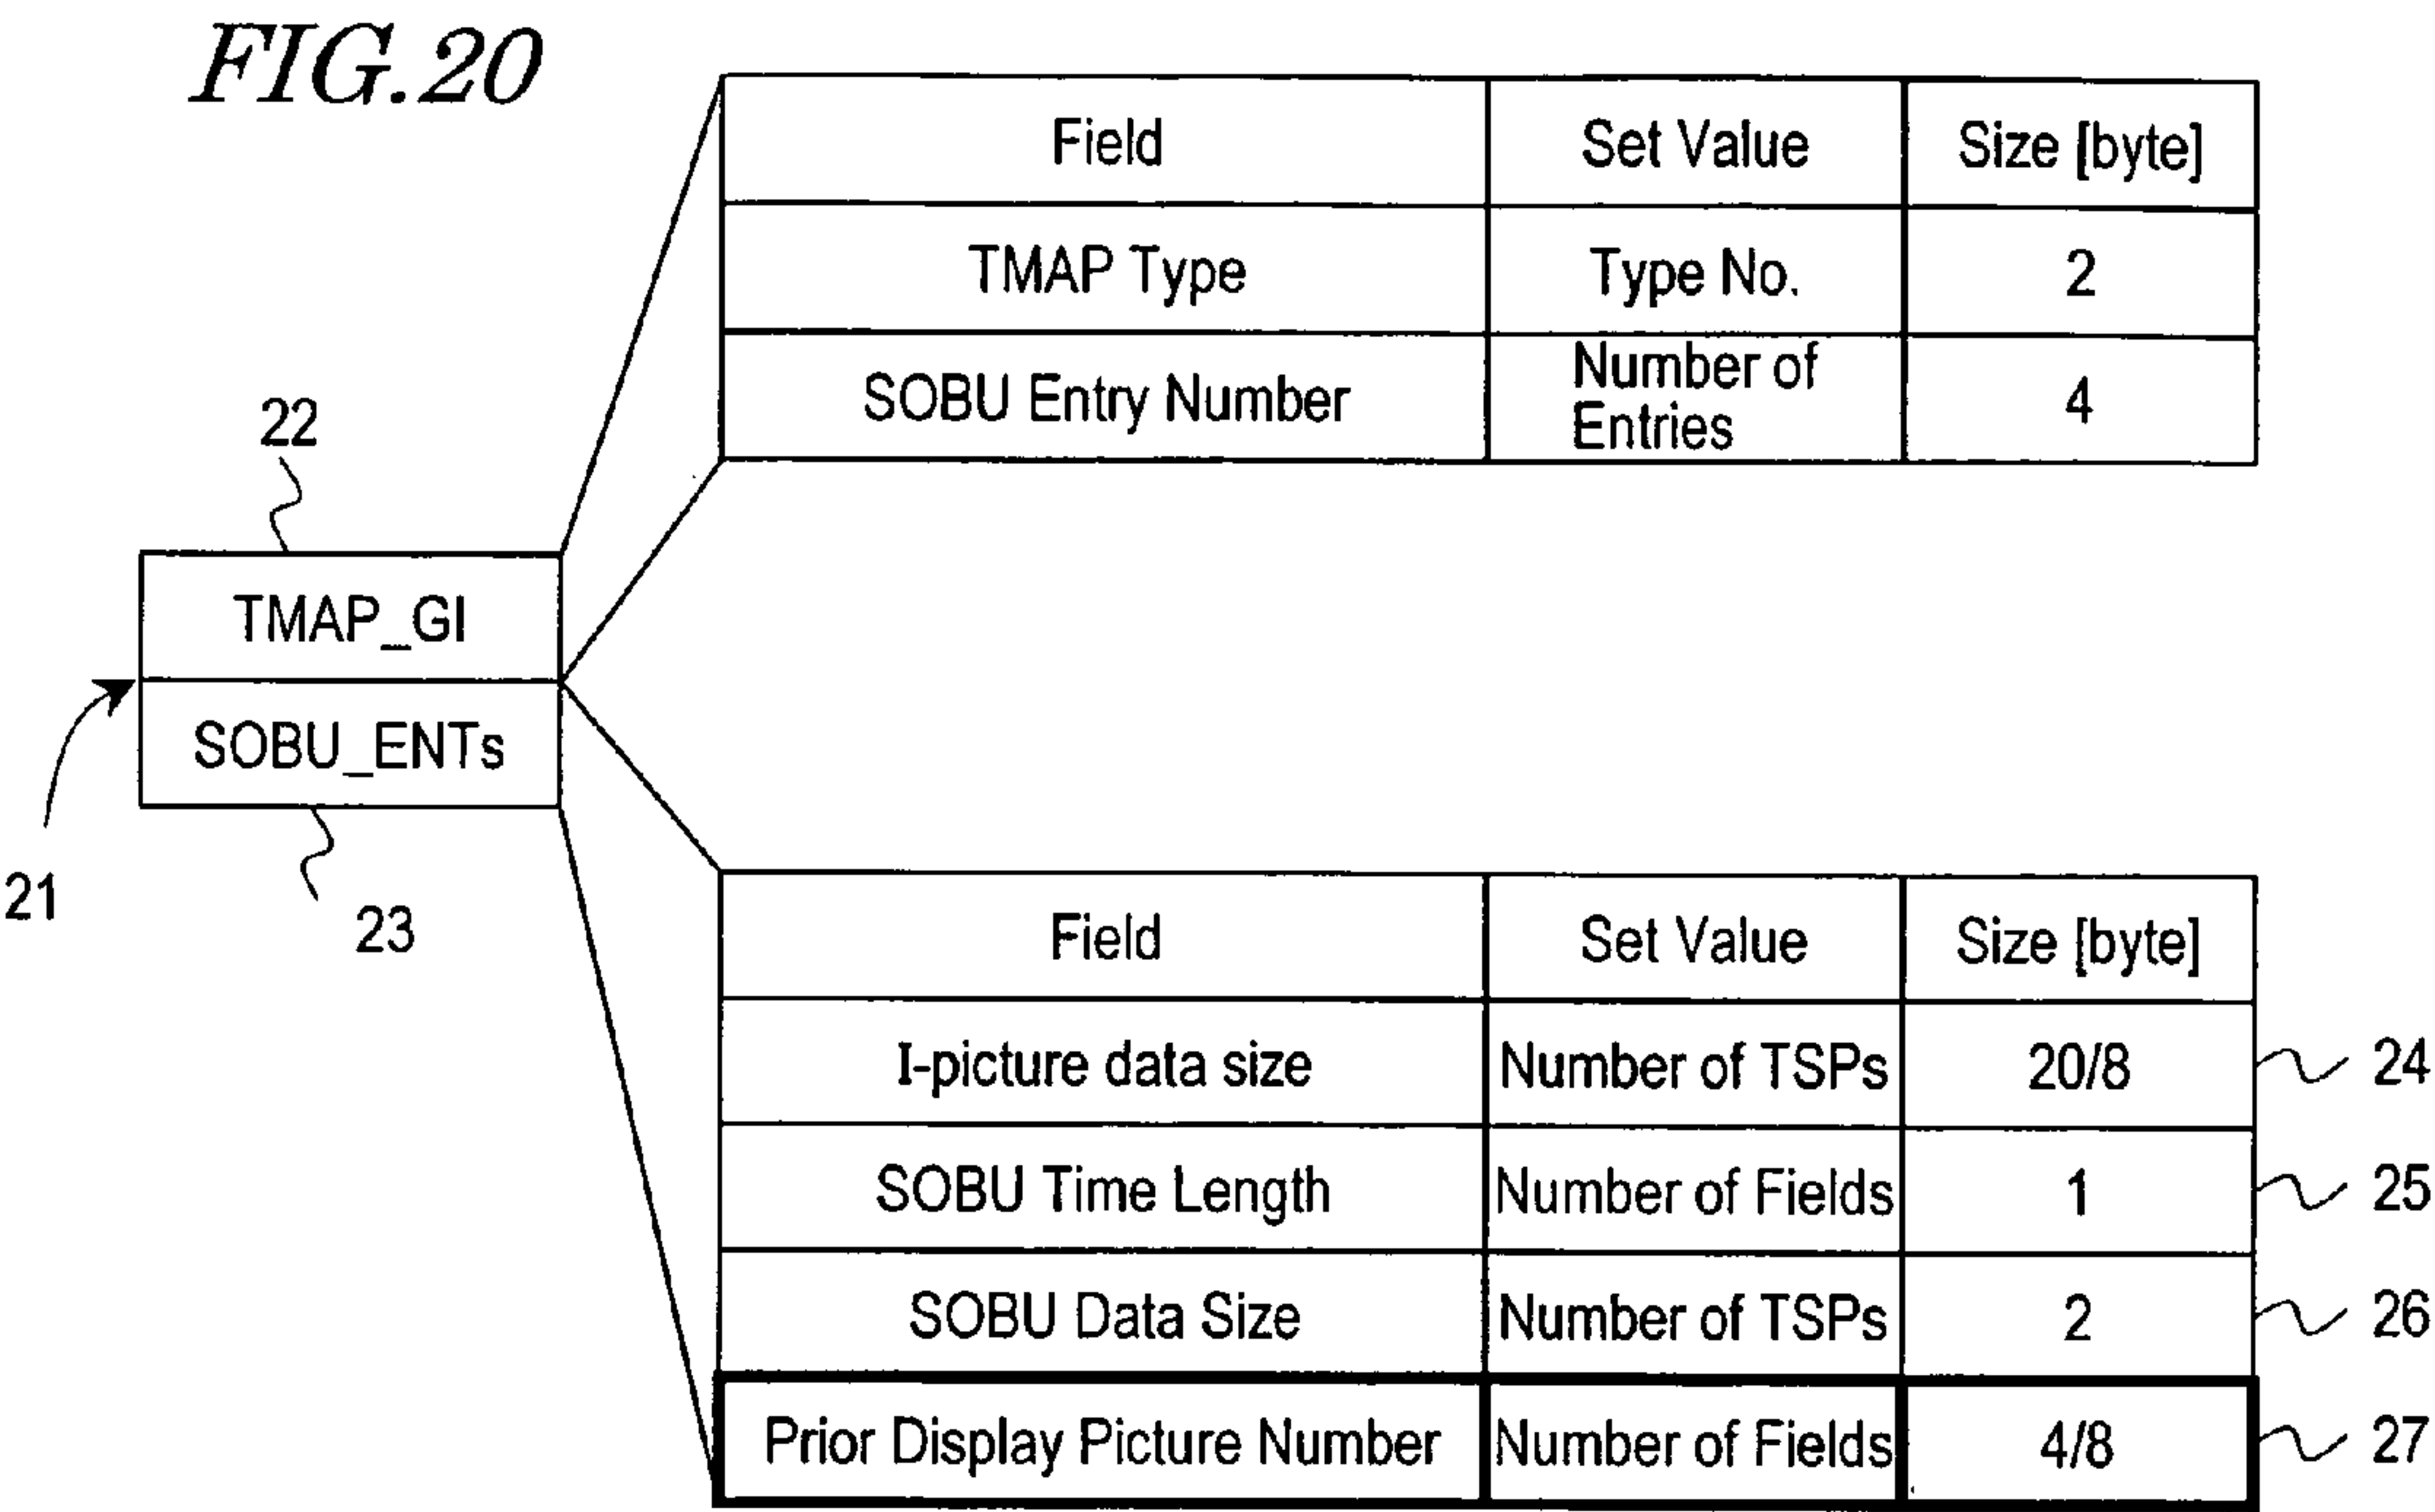 FIG.20
Field Set Value Size [byte]
TMAP Type Type No. 2
SOBU Entry Number Number of Entries 4
22
TMAP_GI
SOBU_ENTs
21
23
Field Set Value Size [byte]
I-picture data size Number of TSPs 20/8 24
SOBU Time Length Number of Fields 1 25
SOBU Data Size Number of TSPs 2 26
Prior Display Picture Number Number of Fields 4/8 27